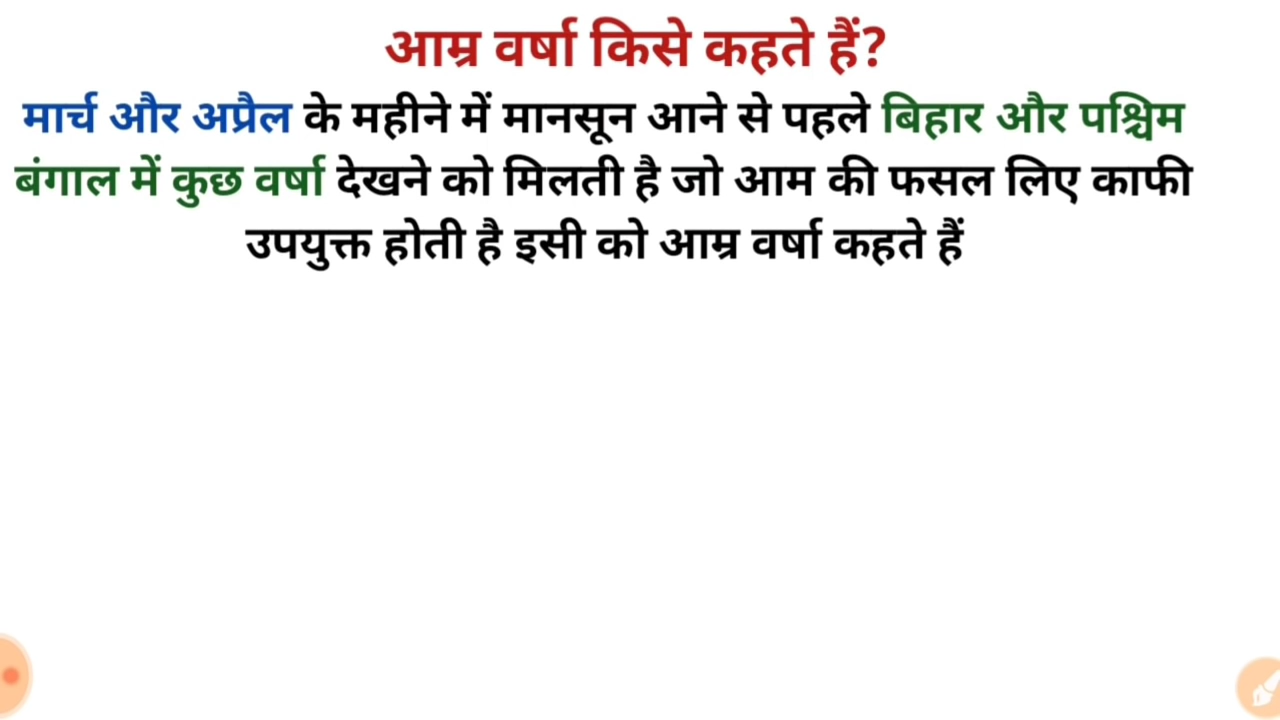 आम्र वर्षा किसे कहते हैं?
मार्च और अप्रैल के महीने में मानसून आने से पहले बिहार और पश्चिम
बंगाल में कुछ वर्षा देखने को मिलती है जो आम की फसल लिए काफी
उपयुक्त होती है इसी को आम्र वर्षा कहते हैं